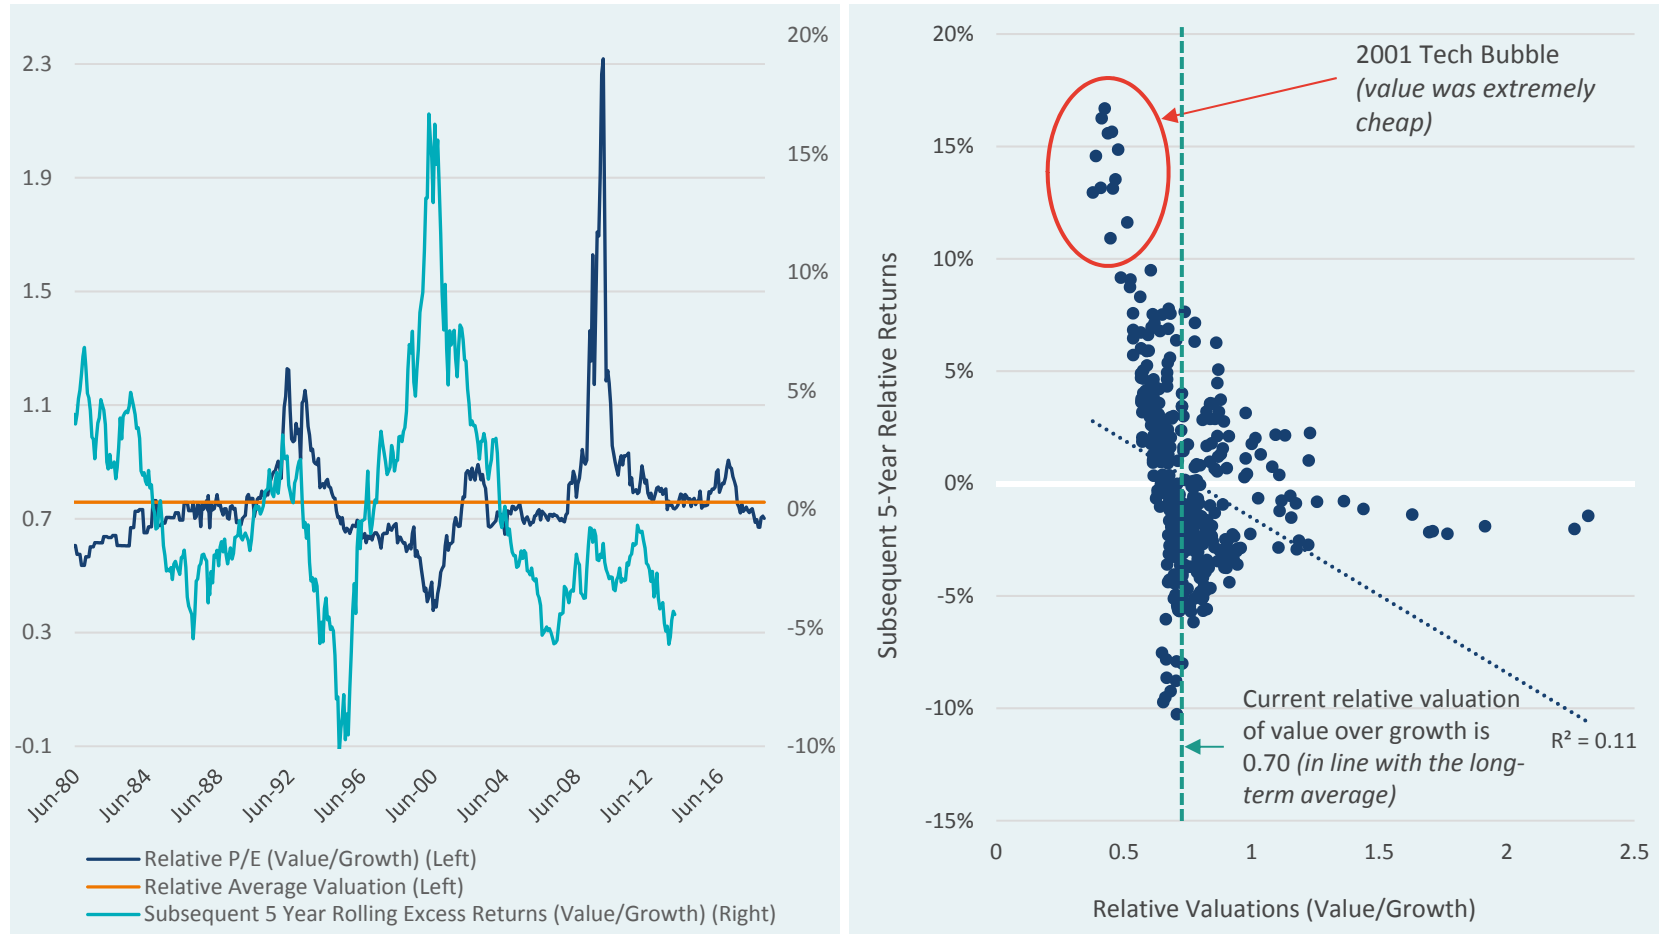 2.3
1.9
1.5
1.1
0.7
0.3
-0.1
20%
15%
10%
5%
0%
-5%
-10%
Jun-80
Jun-84
Jun-88
Jun-92
Jun-96
Jun-00
Jun-04
Jun-08
Jun-12
Jun-16
Relative P/E (Value/Growth) (Left)
Relative Average Valuation (Left)
Subsequent 5 Year Rolling Excess Returns (Value/Growth) (Right)
Subsequent 5-Year Relative Returns
20%
15%
10%
5%
0%
-5%
-10%
-15%
2001 Tech Bubble
(value was extremely
cheap)
Current relative valuation
of value over growth is
0.70 (in line with the long-
term average)
R² = 0.11
0
0.5
1
1.5
2
2.5
Relative Valuations (Value/Growth)